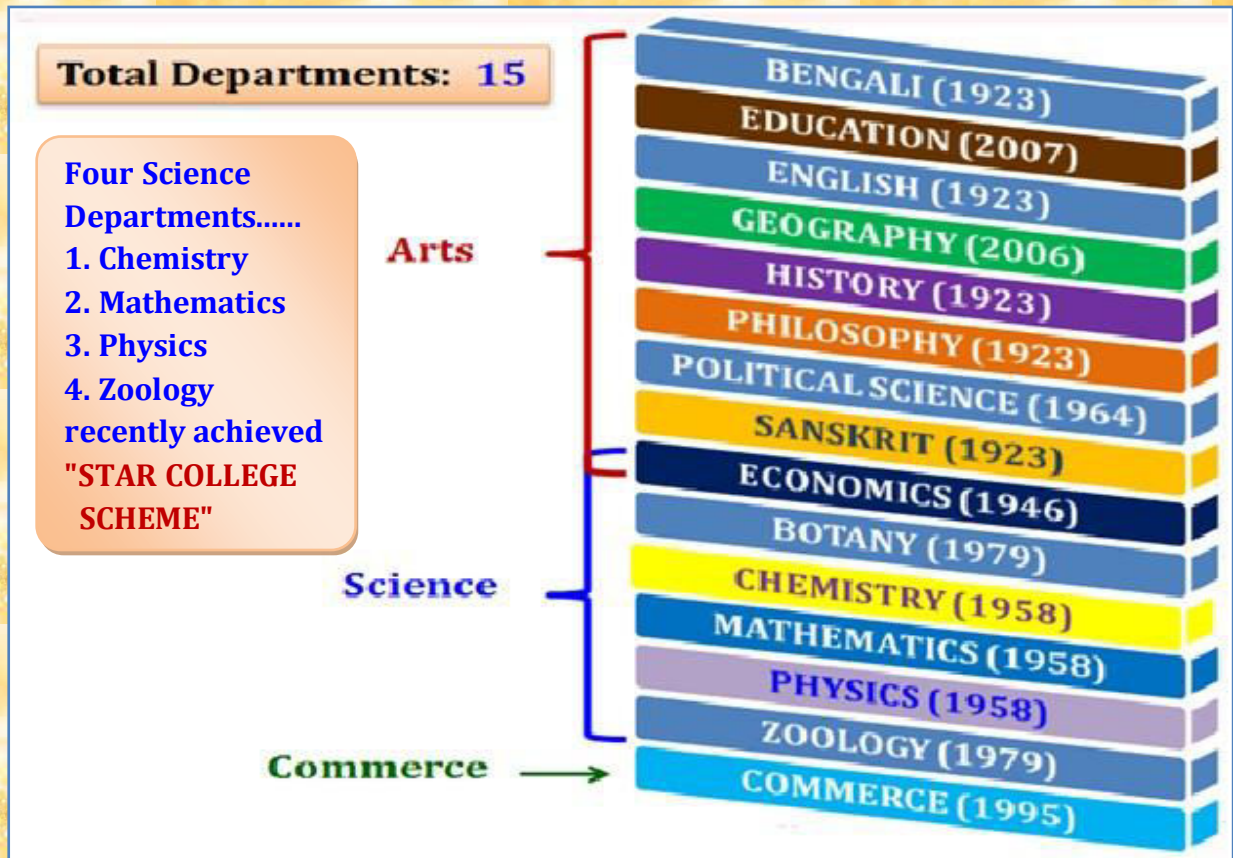 Total Departments: 15
Four Science
Departments......
1. Chemistry
2. Mathematics
3. Physics
4. Zoology
recently achieved
"STAR COLLEGE
SCHEME"
Arts
Science
Commerce
BENGALI (1923)
EDUCATION (2007)
ENGLISH (1923)
GEOGRAPHY (2006)
HISTORY (1923)
PHILOSOPHY (1923)
POLITICAL SCIENCE (1964)
SANSKRIT (1923)
ECONOMICS (1946)
BOTANY (1979)
CHEMISTRY (1958)
MATHEMATICS (1958)
PHYSICS (1958)
ZOOLOGY (1979)
COMMERCE (1995)